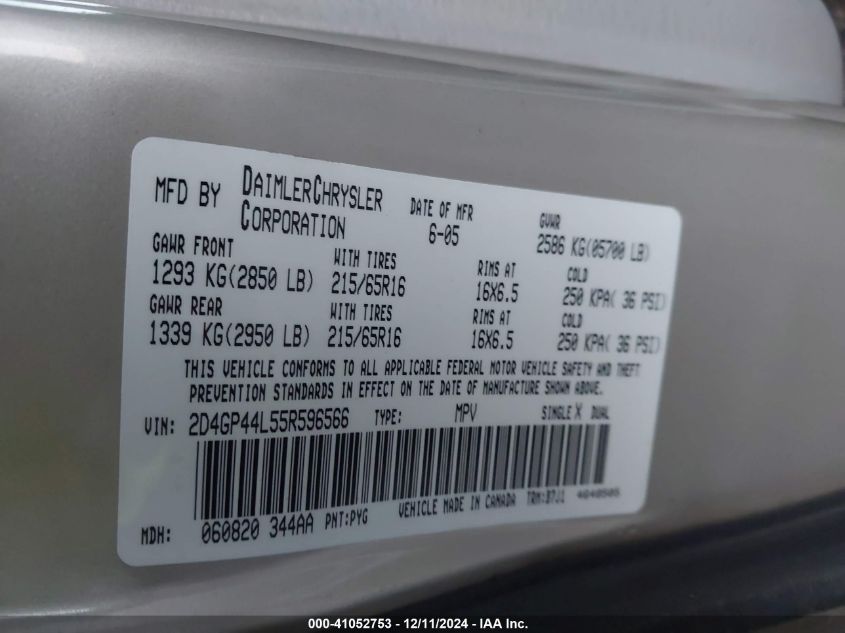 MFD BY DAIMLERCHRYSLER CORPORATION DATE OF MFR 6-05 GVWR 2586 KG(05700 LB)
GAWR FRONT WITH TIRES RIMS AT COLD
1293 KG(2850 LB) 215/65R16 16X6.5 250 KPA( 36 PSI)
GAWR REAR WITH TIRES RIMS AT COLD
1339 KG(2950 LB) 215/65R16 16X6.5 250 KPA( 36 PSI)
THIS VEHICLE CONFORMS TO ALL APPLICABLE FEDERAL MOTOR VEHICLE SAFETY AND THEFT
PREVENTION STANDARDS IN EFFECT ON THE DATE OF MANUFACTURE SHOWN ABOVE.
VIN: 2D4GP44L55R596566 TYPE: MPV SINGLE X DUAL
MDH: 060820 344AA PNT:PYG VEHICLE MADE IN CANADA TRM:B7J1 4648505
000-41052753 - 12/11/2024 - IAA Inc.